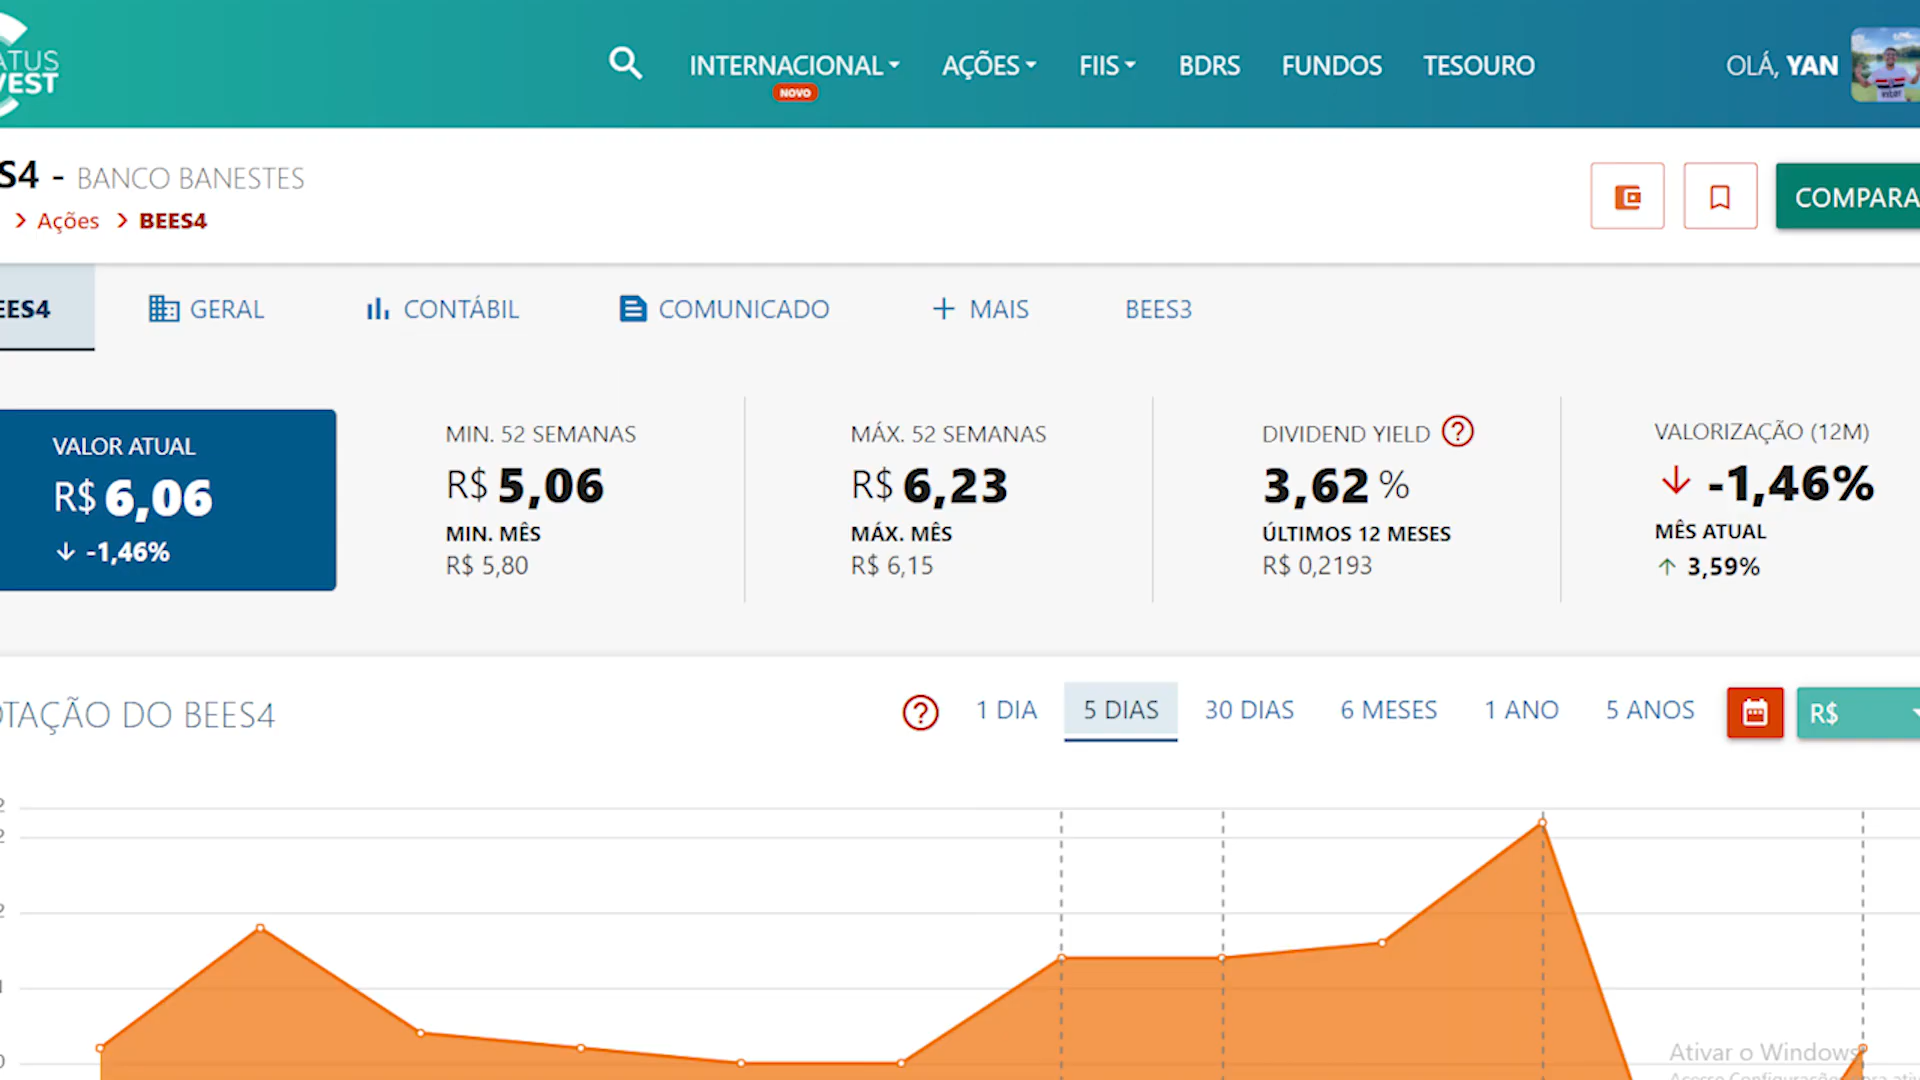 ATUS
VEST
INTERNACIONAL
NOVO
AÇÕES
FIIS
BDRS
FUNDOS
TESOURO
OLÁ, YAN
S4 - BANCO BANESTES
Ações
BEES4
COMPARA
EES4
GERAL
CONTÁBIL
COMUNICADO
MAIS
BEES3
VALOR ATUAL
R$ 6,06
-1,46%
MIN. 52 SEMANAS
R$ 5,06
MIN. MÊS
R$ 5,80
MÁX. 52 SEMANAS
R$ 6,23
MÁX. MÊS
R$ 6,15
DIVIDEND YIELD ?
3,62 %
ÚLTIMOS 12 MESES
R$ 0,2193
VALORIZAÇÃO (12M)
-1,46%
MÊS ATUAL
3,59%
OTAÇÃO DO BEES4
?
1 DIA
5 DIAS
30 DIAS
6 MESES
1 ANO
5 ANOS
R$
2
2
2
Ativar o Windows